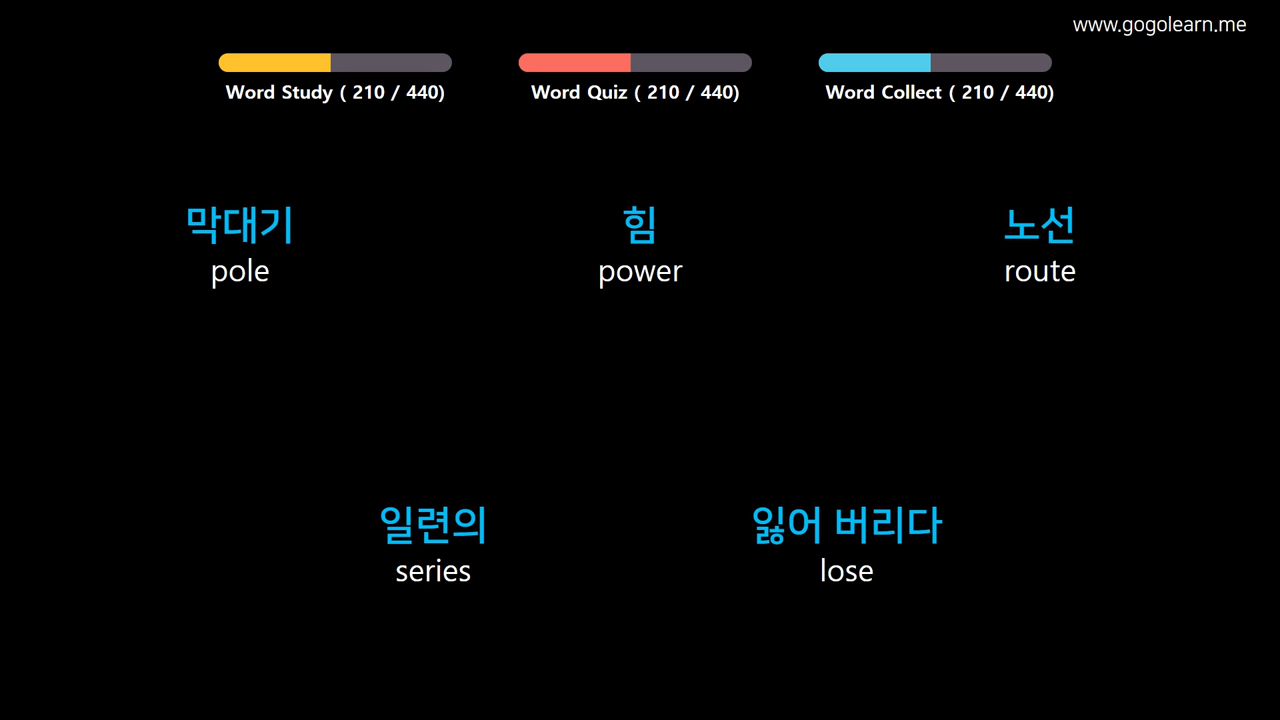 www.gogolearn.me
Word Study ( 210 / 440)
Word Quiz ( 210 / 440)
Word Collect ( 210 / 440)
막대기
pole
힘
power
노선
route
일련의
series
잃어 버리다
lose